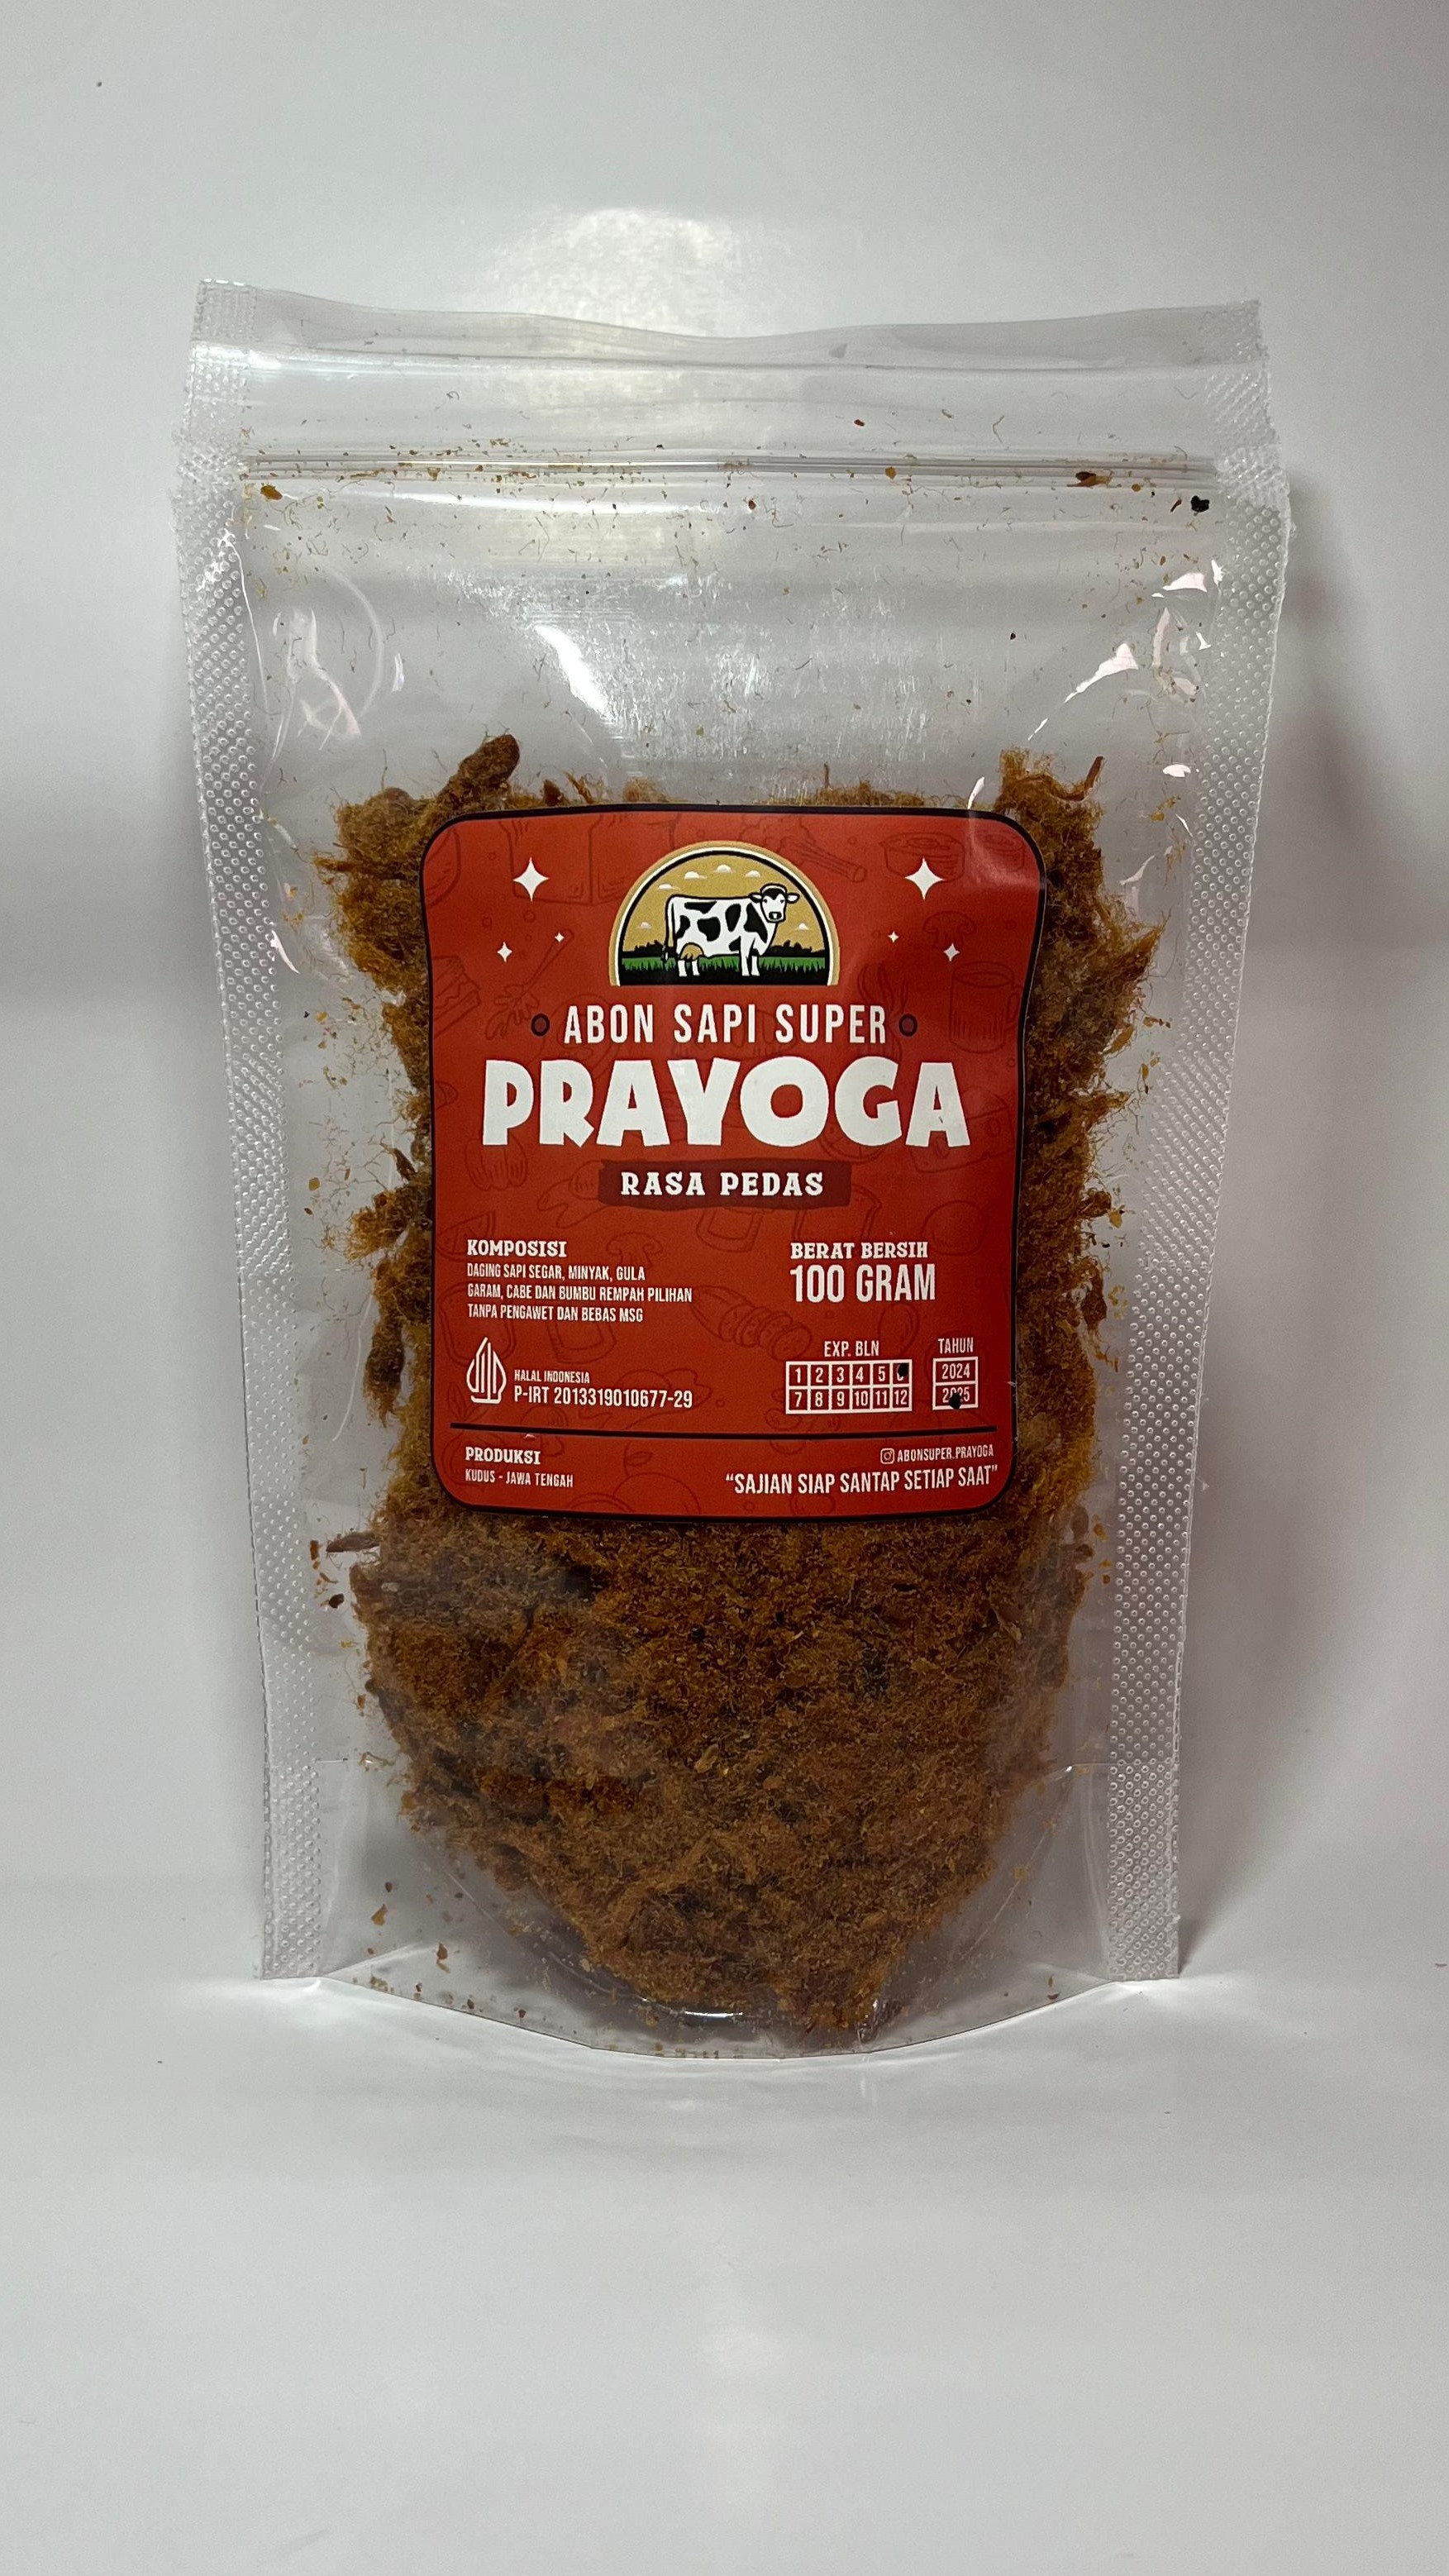 ABON SAPI SUPER
PRAYOGA
RASA PEDAS
KOMPOSISI
DAGING SAPI SEGAR, MINYAK, GULA
GARAM, CABE DAN BUMBU REMPAH PILIHAN
TANPA PENGAWET DAN BEBAS MSG
HALAL INDONESIA
P-IRT 2013319010677-29
BERAT BERSIH
100 GRAM
EXP. BLN
1 2 3 4 5
7 8 9 10 11 12
TAHUN
2024
2025
PRODUKSI
KUDUS - JAWA TENGAH
ABONSUPER.PRAYOGA
“SAJIAN SIAP SANTAP SETIAP SAAT”